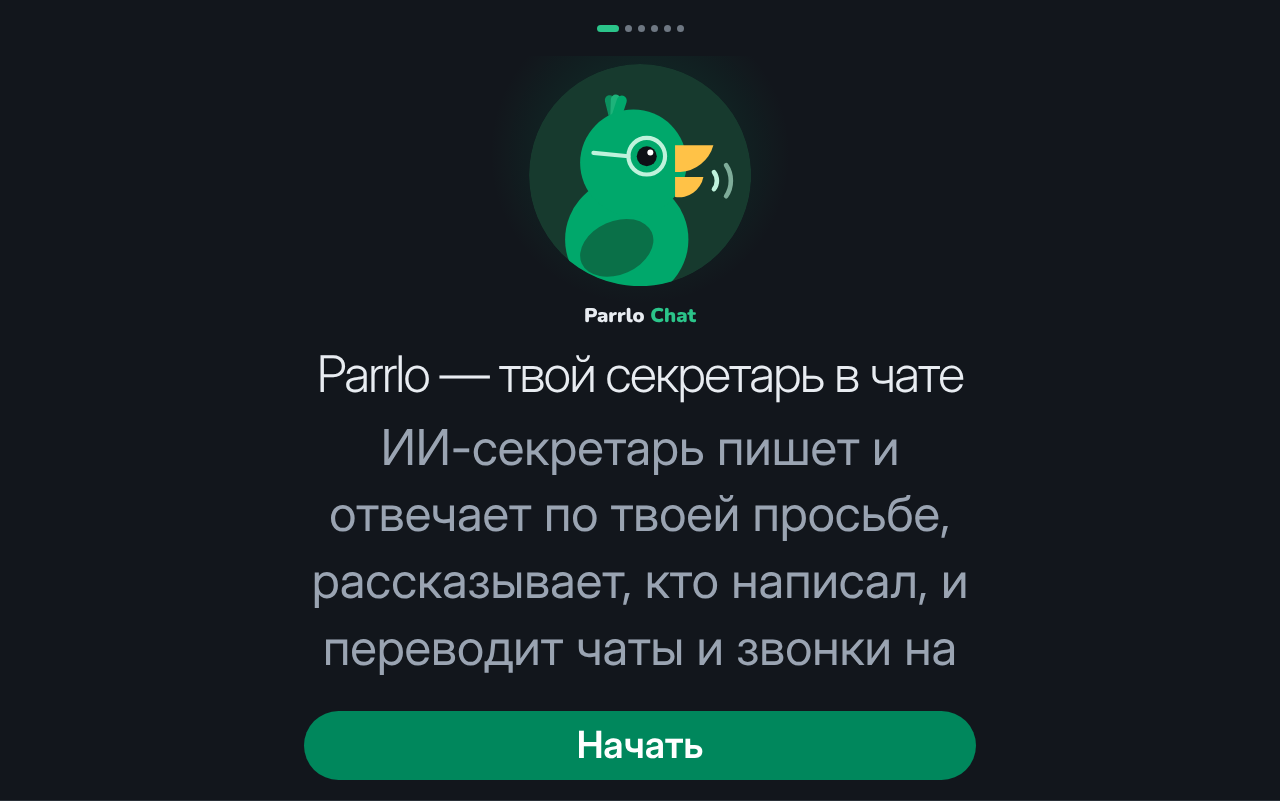 Parrlo Chat
Parrlo — твой секретарь в чате
ИИ-секретарь пишет и
отвечает по твоей просьбе,
рассказывает, кто написал, и
переводит чаты и звонки на
Начать